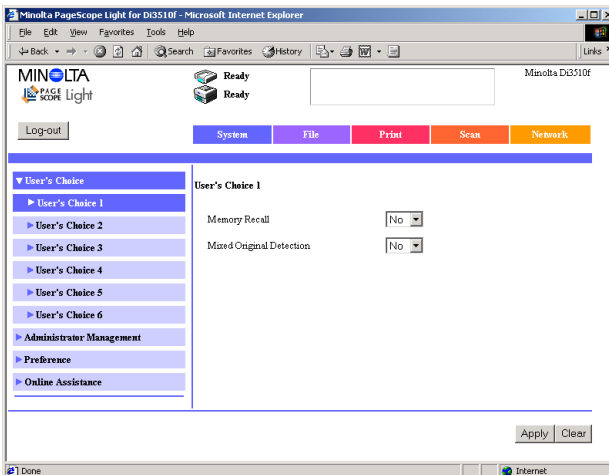 Minolta PageScope Light for Di3510f - Microsoft Internet Explorer
File Edit View Favorites Tools Help
Back Search Favorites History Links
MINOLTA
PAGE SCOPE Light
Ready
Ready
Minolta Di3510f
Log-out
System File Print Scan Network
User's Choice
User's Choice 1
User's Choice 2
User's Choice 3
User's Choice 4
User's Choice 5
User's Choice 6
Administrator Management
Preference
Online Assistance
User's Choice 1
Memory Recall No
Mixed Original Detection No
Apply Clear
Done Internet